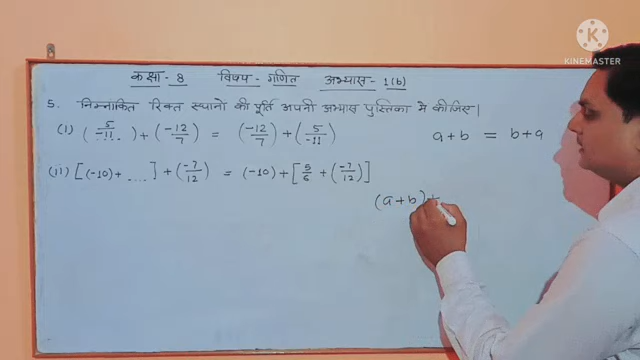 KINEMASTER
कक्षा - 8 विषय - गणित अभ्यास - 1(b)
5. निम्नांकित रिक्त स्थानो की पूर्ति अपनी अभ्यास पुस्तिका मे कीजिए।
(i) (5/-11) + (-12/7) = (-12/7) + (5/-11) a+b = b+a
(ii) [(-10) + ....] + (-7/12) = (-10) + [5/6 + (-7/12)]
(a+b)+